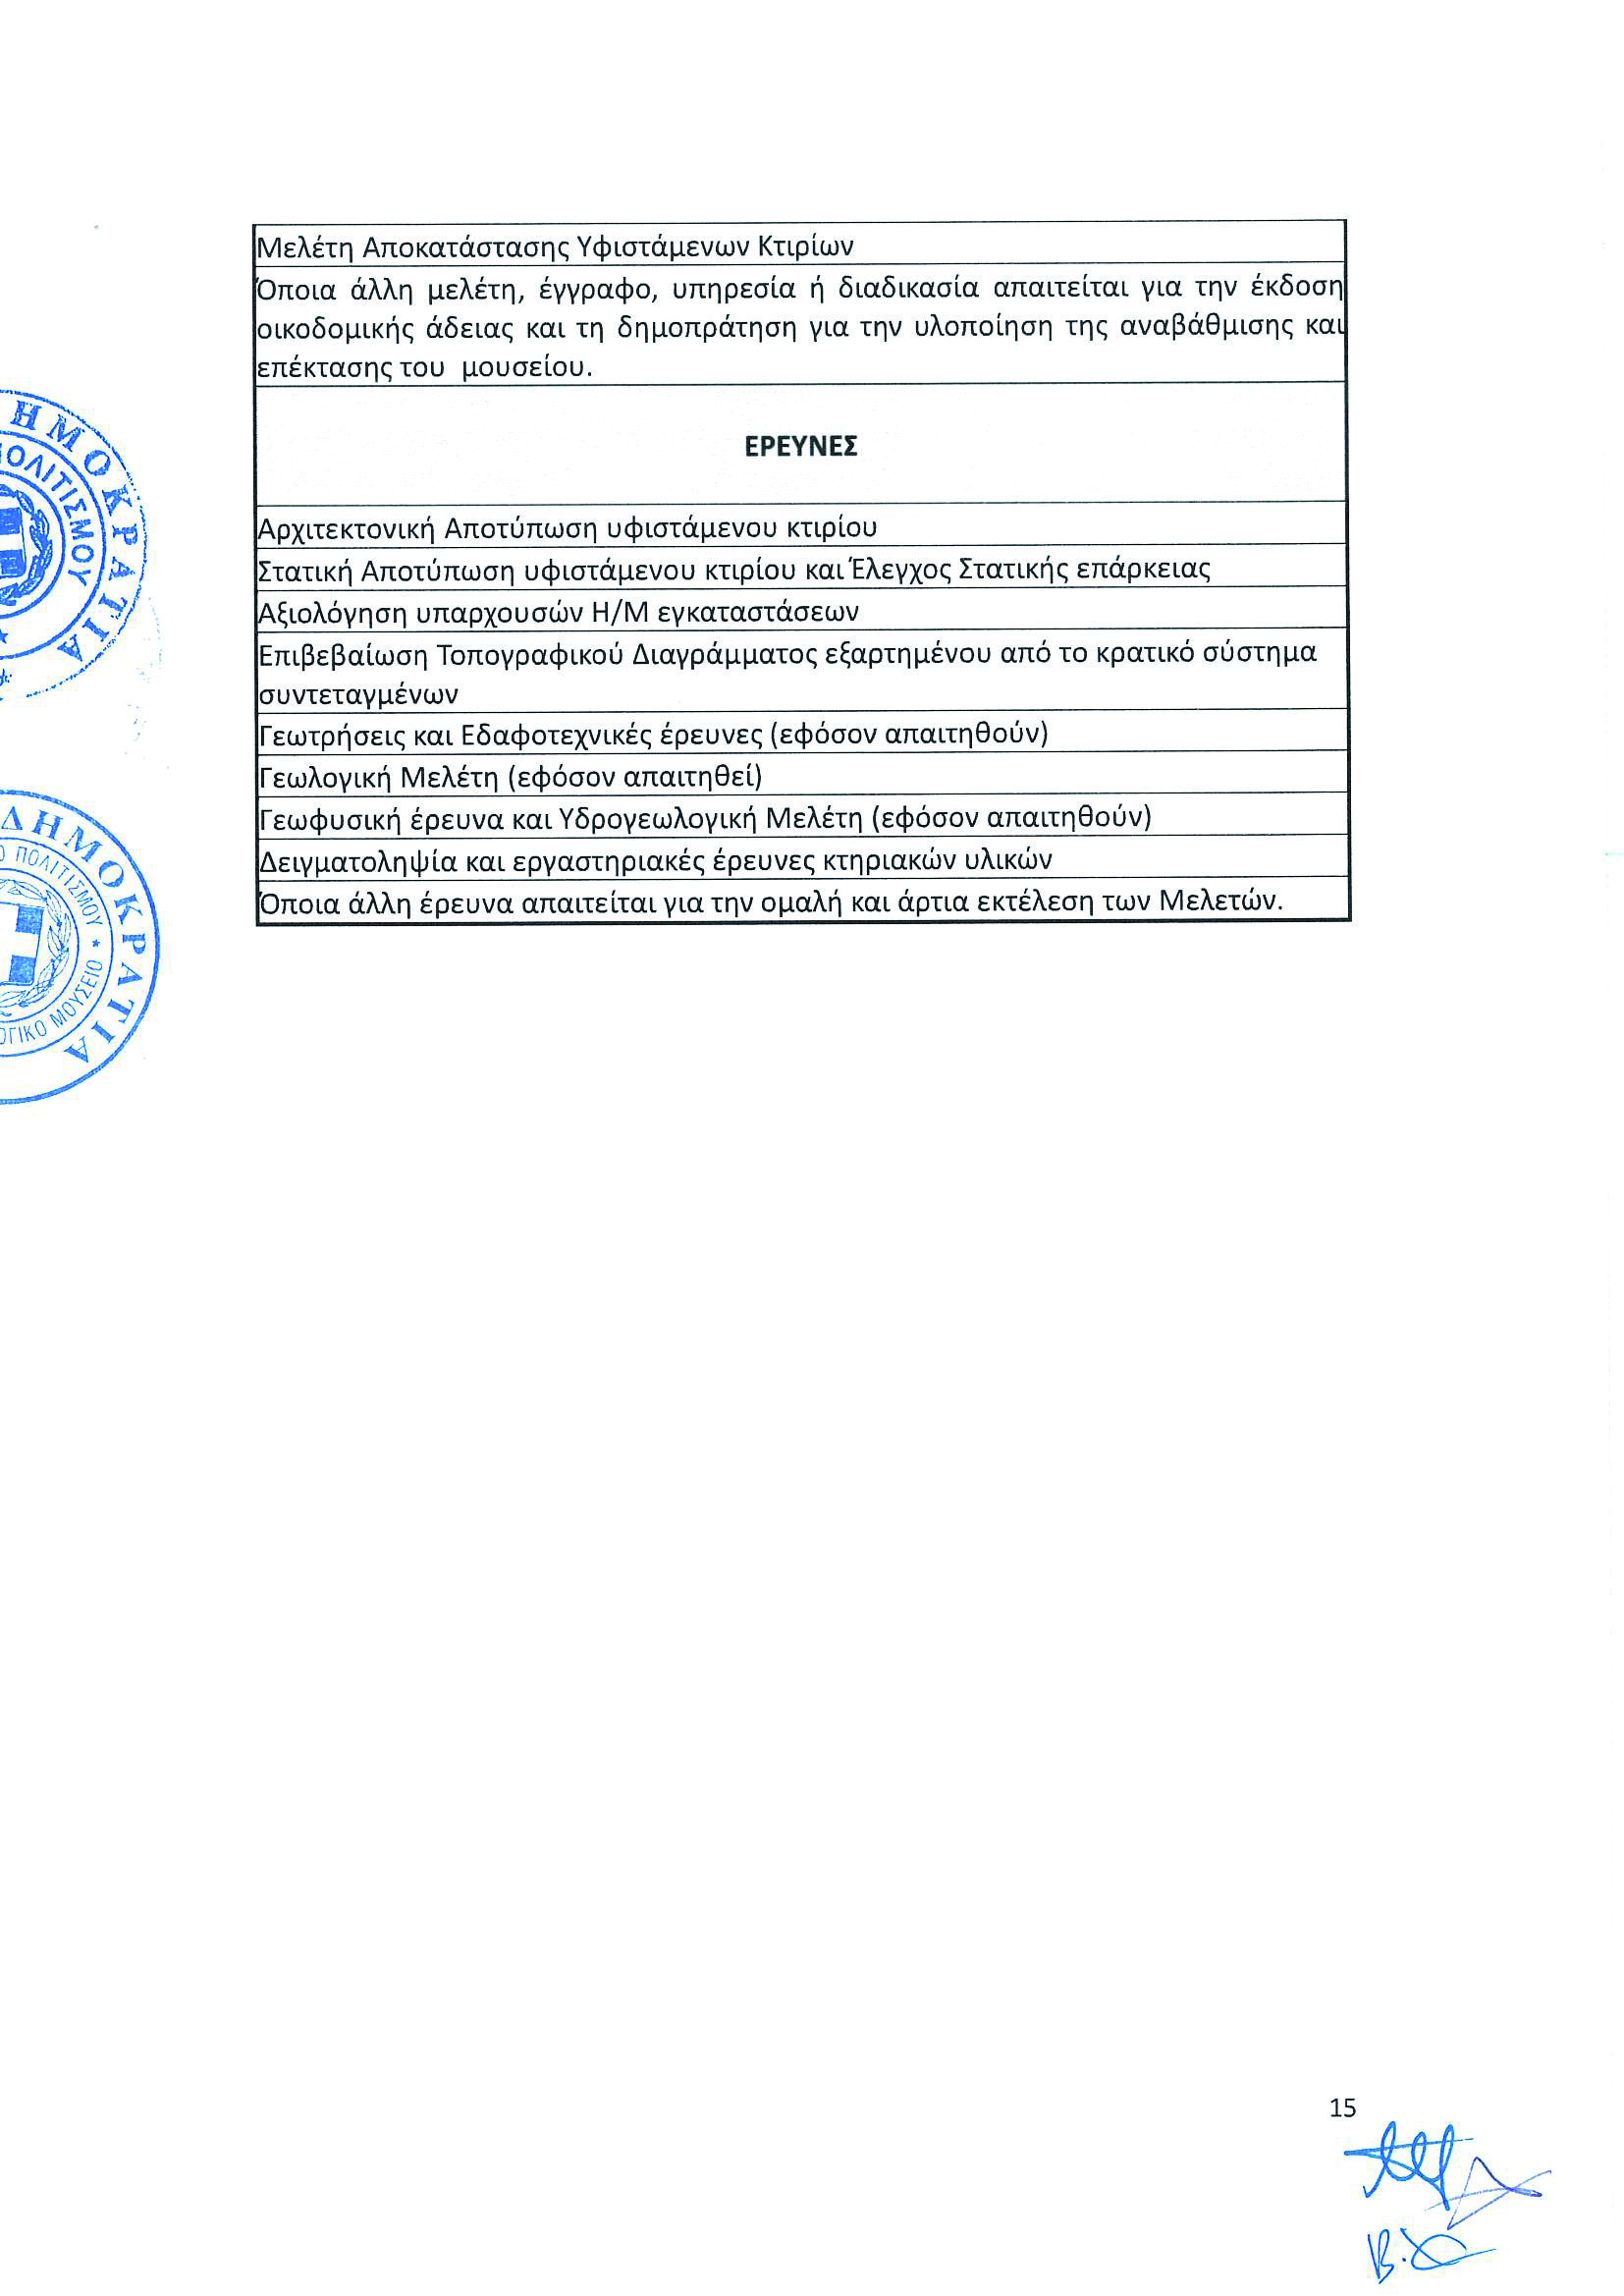 Μελέτη Αποκατάστασης Υφιστάμενων Κτιρίων
Όποια άλλη μελέτη, έγγραφο, υπηρεσία ή διαδικασία απαιτείται για την έκδοση
οικοδομικής άδειας και τη δημοπράτηση για την υλοποίηση της αναβάθμισης και
επέκτασης του μουσείου.
ΕΡΕΥΝΕΣ
Αρχιτεκτονική Αποτύπωση υφιστάμενου κτιρίου
Στατική Αποτύπωση υφιστάμενου κτιρίου και Έλεγχος Στατικής επάρκειας
Αξιολόγηση υπαρχουσών Η/Μ εγκαταστάσεων
Επιβεβαίωση Τοπογραφικού Διαγράμματος εξαρτημένου από το κρατικό σύστημα
συντεταγμένων
Γεωτρήσεις και Εδαφοτεχνικές έρευνες (εφόσον απαιτηθούν)
Γεωλογική Μελέτη (εφόσον απαιτηθεί)
Γεωφυσική έρευνα και Υδρογεωλογική Μελέτη (εφόσον απαιτηθούν)
Δειγματοληψία και εργαστηριακές έρευνες κτηριακών υλικών
Όποια άλλη έρευνα απαιτείται για την ομαλή και άρτια εκτέλεση των Μελετών.
ΗΜΟΚΡΑΤΙΑ
ΠΟΛΙΤΙΣΜΟΥ
ΔΗΜΟΚΡΑΤΙΑ
Ο ΠΟΛΙΤΙΣΜΟΥ
ΟΓΙΚΟ ΜΟΥΣΕΙΟ
15